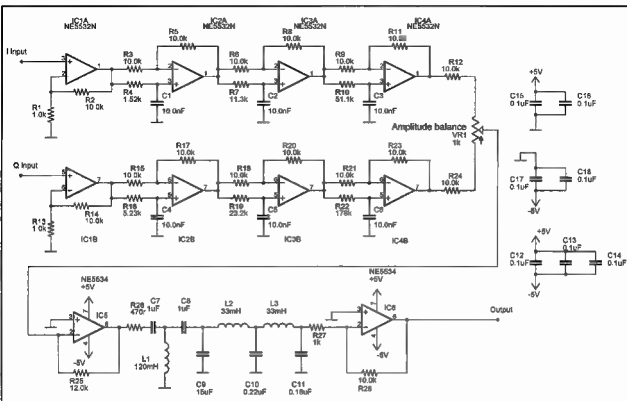 IC1A
NE5532N
IC2A
NE5532N
IC3A
NE5532N
IC4A
NE5532N
R5
10.0k
R8
10.0k
R11
10.0k
I Input
R3
10.0k
R6
10.0k
R9
10.0k
R12
10.0k
R4
1.52k
R7
11.3k
R10
51.1k
R2
10.0k
R1
1.0k
C1
10.0nF
C2
10.0nF
C3
10.0nF
+5V
C15
0.1uF
C16
0.1uF
Amplitude balance
VR1
1k
R17
10.0k
R20
10.0k
R23
10.0k
Q Input
R15
10.0k
R18
10.0k
R21
10.0k
R24
10.0k
R16
5.23k
R19
23.2k
R22
178k
R14
10.0k
R13
1.0k
C4
10.0nF
C5
10.0nF
C6
10.0nF
IC1B
IC2B
IC3B
IC4B
C17
0.1uF
C18
0.1uF
-5V
+5V
C12
0.1uF
C13
0.1uF
C14
0.1uF
-5V
NE5534
+5V
IC5
-5V
R25
12.0k
R26
470r
C7
1uF
C8
1uF
L1
120mH
L2
33mH
L3
33mH
C9
15uF
C10
0.22uF
C11
0.18uF
R27
1k
NE5534
+5V
IC6
-5V
10.0k
R28
Output